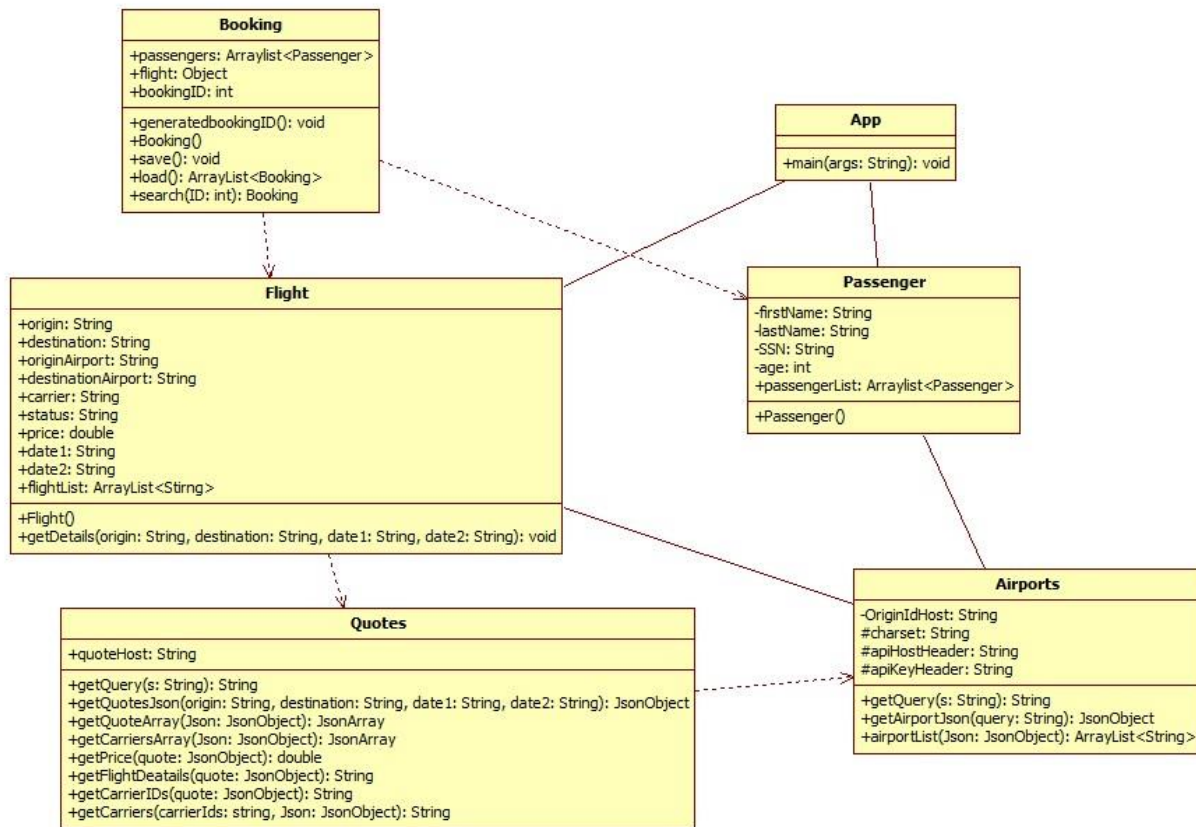 Booking
+passengers: Arraylist<Passenger>
+flight: Object
+bookingID: int
+generatedbookingID(): void
+Booking()
+save(): void
+load(): ArrayList<Booking>
+search(ID: int): Booking
App
+main(args: String): void
Flight
+origin: String
+destination: String
+originAirport: String
+destinationAirport: String
+carrier: String
+status: String
+price: double
+date1: String
+date2: String
+flightList: ArrayList<Stirng>
+Flight()
+getDetails(origin: String, destination: String, date1: String, date2: String): void
Passenger
-firstName: String
-lastName: String
-SSN: String
-age: int
+passengerList: Arraylist<Passenger>
+Passenger()
Quotes
+quoteHost: String
+getQuery(s: String): String
+getQuotesJson(origin: String, destination: String, date1: String, date2: String): JsonObject
+getQuoteArray(Json: JsonObject): JsonArray
+getCarriersArray(Json: JsonObject): JsonArray
+getPrice(quote: JsonObject): double
+getFlightDeatails(quote: JsonObject): String
+getCarrierIDs(quote: JsonObject): String
+getCarriers(carrierIds: string, Json: JsonObject): String
Airports
-OriginIdHost: String
#charset: String
#apiHostHeader: String
#apiKeyHeader: String
+getQuery(s: String): String
+getAirportJson(query: String): JsonObject
+airportList(Json: JsonObject): ArrayList<String>